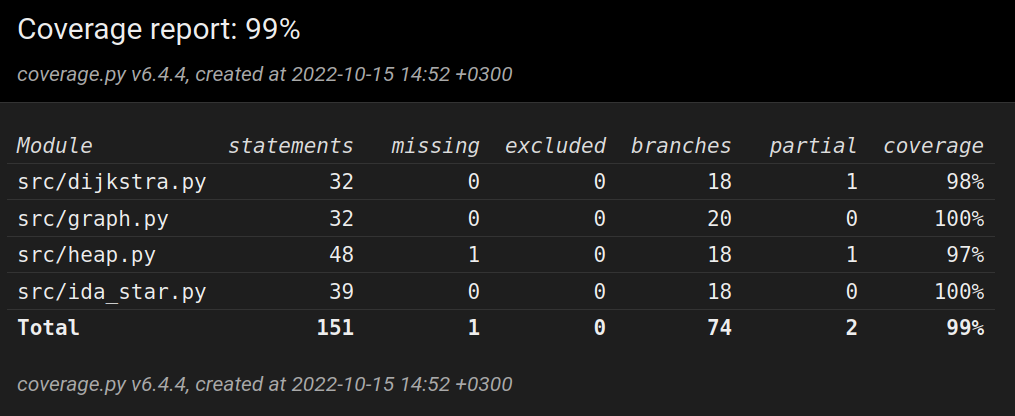 Coverage report: 99%
coverage.py v6.4.4, created at 2022-10-15 14:52 +0300
Module statements missing excluded branches partial coverage
src/dijkstra.py 32 0 0 18 1 98%
src/graph.py 32 0 0 20 0 100%
src/heap.py 48 1 0 18 1 97%
src/ida_star.py 39 0 0 18 0 100%
Total 151 1 0 74 2 99%
coverage.py v6.4.4, created at 2022-10-15 14:52 +0300